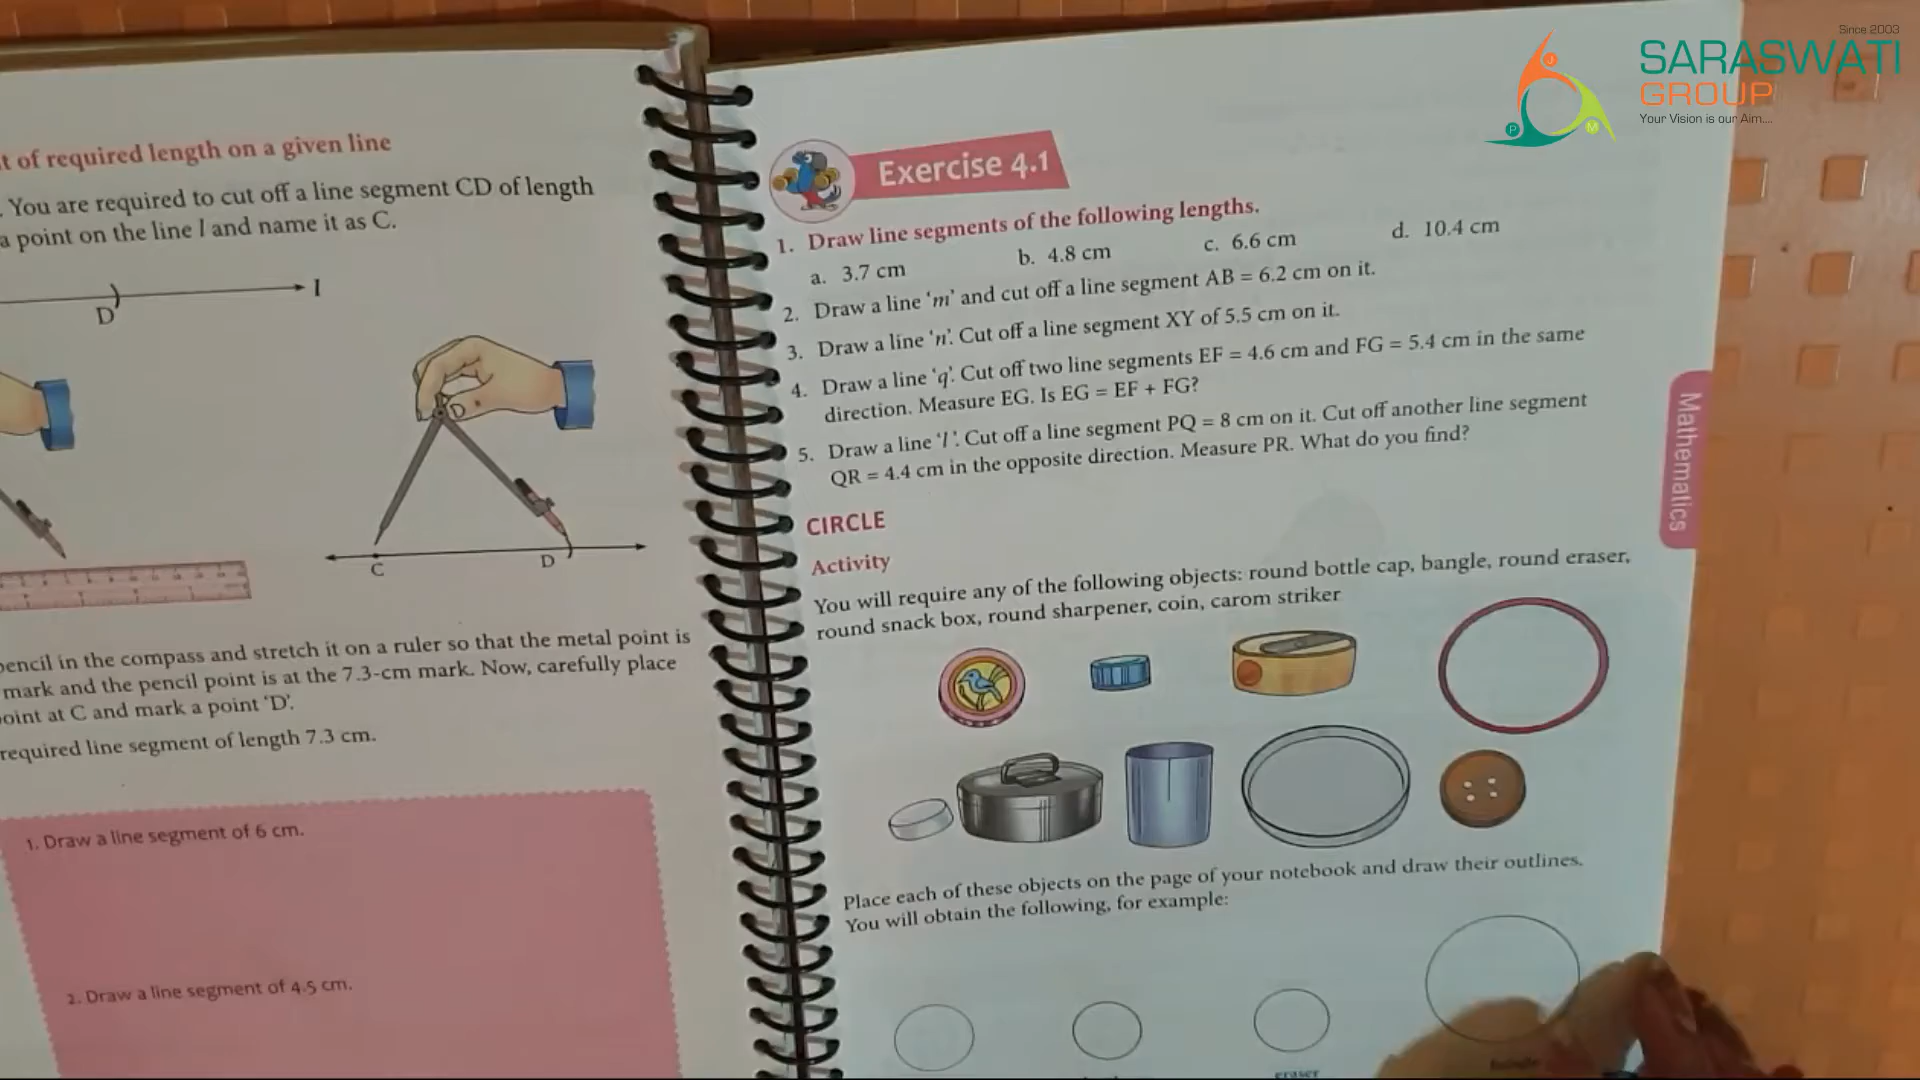 t of required length on a given line
. You are required to cut off a line segment CD of length
a point on the line l and name it as C.
D
l
D
C
D
pencil in the compass and stretch it on a ruler so that the metal point is
mark and the pencil point is at the 7.3-cm mark. Now, carefully place
point at C and mark a point ‘D’.
required line segment of length 7.3 cm.
1. Draw a line segment of 6 cm.
2. Draw a line segment of 4.5 cm.
Exercise 4.1
1. Draw line segments of the following lengths.
a. 3.7 cm b. 4.8 cm c. 6.6 cm d. 10.4 cm
2. Draw a line ‘m’ and cut off a line segment AB = 6.2 cm on it.
3. Draw a line ‘n’. Cut off a line segment XY of 5.5 cm on it.
4. Draw a line ‘q’. Cut off two line segments EF = 4.6 cm and FG = 5.4 cm in the same
direction. Measure EG. Is EG = EF + FG?
5. Draw a line ‘l’. Cut off a line segment PQ = 8 cm on it. Cut off another line segment
QR = 4.4 cm in the opposite direction. Measure PR. What do you find?
CIRCLE
Activity
You will require any of the following objects: round bottle cap, bangle, round eraser,
round snack box, round sharpener, coin, carom striker
Place each of these objects on the page of your notebook and draw their outlines.
You will obtain the following, for example:
eraser
bangle
Mathematics
Since 2003
SARASWATI
GROUP
Your Vision is our Aim....
J
P
M